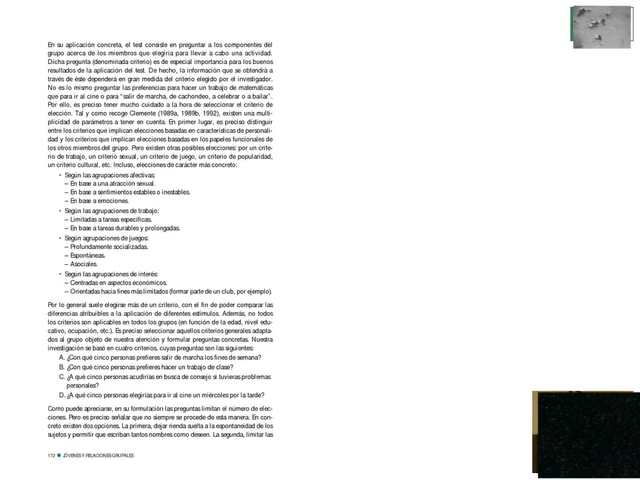 En su aplicación concreta, el test consiste en preguntar a los componentes del
grupo acerca de los miembros que elegiría para llevar a cabo una actividad.
Dicha pregunta (denominada criterio) es de especial importancia para los buenos
resultados de la aplicación del test. De hecho, la información que se obtendrá a
través de éste dependerá en gran medida del criterio elegido por el investigador.
No es lo mismo preguntar las preferencias para hacer un trabajo de matemáticas
que para ir al cine o para “salir de marcha, de cachondeo, a celebrar o a bailar”.
Por ello, es preciso tener mucho cuidado a la hora de seleccionar el criterio de
elección. Tal y como recoge Clemente (1989a, 1989b, 1992), existen una multi-
plicidad de parámetros a tener en cuenta. En primer lugar, es preciso distinguir
entre los criterios que implican elecciones basadas en características de personali-
dad y los criterios que implican elecciones basadas en los papeles funcionales de
los otros miembros del grupo. Pero existen otras posibles elecciones: por un crite-
rio de trabajo, un criterio sexual, un criterio de juego, un criterio de popularidad,
un criterio cultural, etc. Incluso, elecciones de carácter más concreto:
• Según las agrupaciones afectivas:
– En base a una atracción sexual.
– En base a sentimientos estables o inestables.
– En base a emociones.
• Según las agrupaciones de trabajo:
– Limitadas a tareas específicas.
– En base a tareas durables y prolongadas.
• Según agrupaciones de juegos:
– Profundamente socializadas.
– Espontáneas.
– Asociales.
• Según las agrupaciones de interés:
– Centradas en aspectos económicos.
– Orientadas hacia fines más limitados (formar parte de un club, por ejemplo).
Por lo general suele elegirse más de un criterio, con el fin de poder comparar las
diferencias atribuibles a la aplicación de diferentes estímulos. Además, no todos
los criterios son aplicables en todos los grupos (en función de la edad, nivel edu-
cativo, ocupación, etc.). Es preciso seleccionar aquellos criterios generales adapta-
dos al grupo objeto de nuestra atención y formular preguntas concretas. Nuestra
investigación se basó en cuatro criterios, cuyas preguntas son las siguientes:
A. ¿Con qué cinco personas prefieres salir de marcha los fines de semana?
B. ¿Con qué cinco personas prefieres hacer un trabajo de clase?
C. ¿A qué cinco personas acudirías en busca de consejo si tuvieras problemas
personales?
D. ¿A qué cinco personas elegirías para ir al cine un miércoles por la tarde?
Como puede apreciarse, en su formulación las preguntas limitan el número de elec-
ciones. Pero es preciso señalar que no siempre se procede de esta manera. En con-
creto existen dos opciones. La primera, dejar rienda suelta a la espontaneidad de los
sujetos y permitir que escriban tantos nombres como deseen. La segunda, limitar las
172 ■ JÓVENES Y RELACIONES GRUPALES